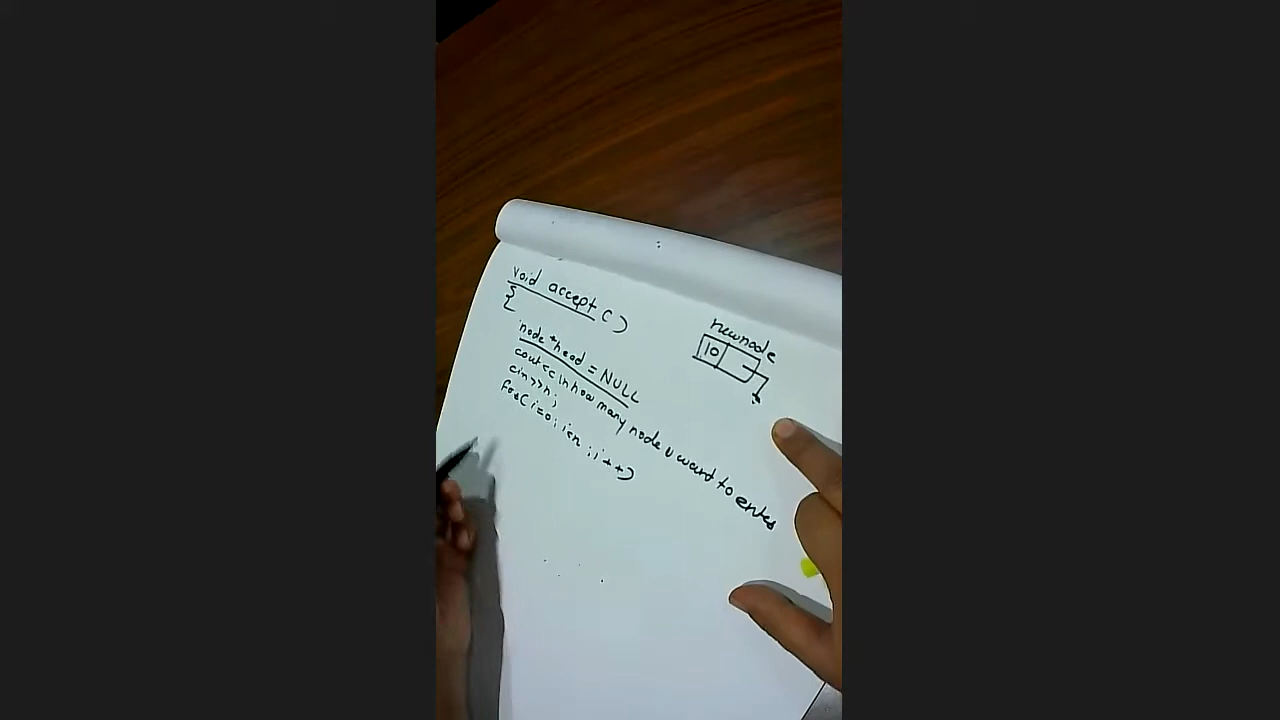 void accept ( )
{
node *head = NULL
cout<< "\n how many node u want to enter
cin>>n;
for( i=0; i<n ; i++)
newnode
10